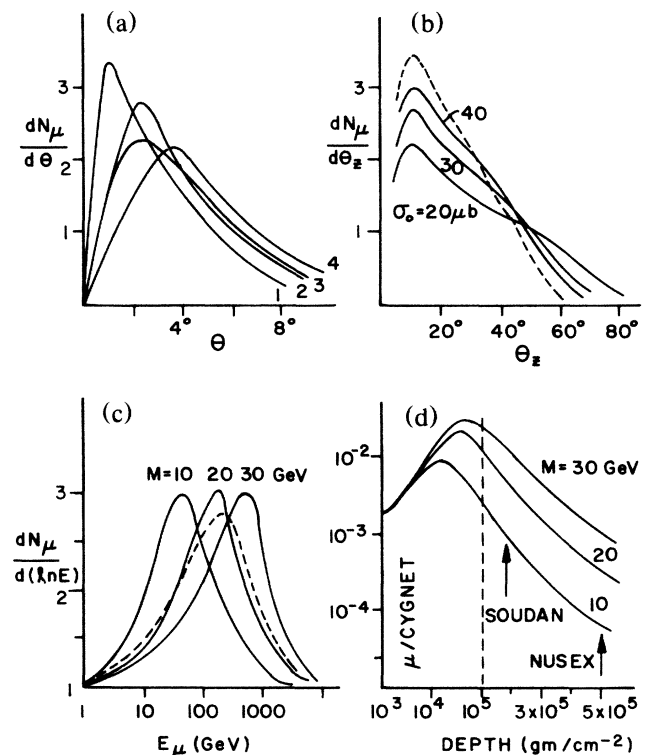 (a)
3
dNμ
dθ
2
1
1
2
3
4
4°
8°
θ
(b)
3
dNμ
dθz
2
1
40
30
σ₀=20μb
20°
40°
60°
80°
θz
(c)
M=10 20 30 GeV
3
dNμ
d(ℓnE)
2
1
1
10
100
1000
Eμ (GeV)
(d)
10⁻²
10⁻³
10⁻⁴
M=30 GeV
20
10
μ/CYGNET
SOUDAN
NUSEX
10³
10⁴
10⁵
3x10⁵
5x10⁵
DEPTH (gm/cm⁻²)